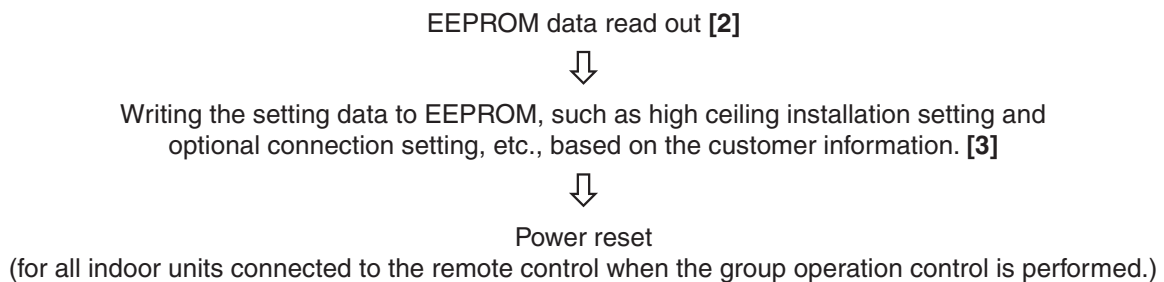 EEPROM data read out [2]
⇩
Writing the setting data to EEPROM, such as high ceiling installation setting and
optional connection setting, etc., based on the customer information. [3]
⇩
Power reset
(for all indoor units connected to the remote control when the group operation control is performed.)